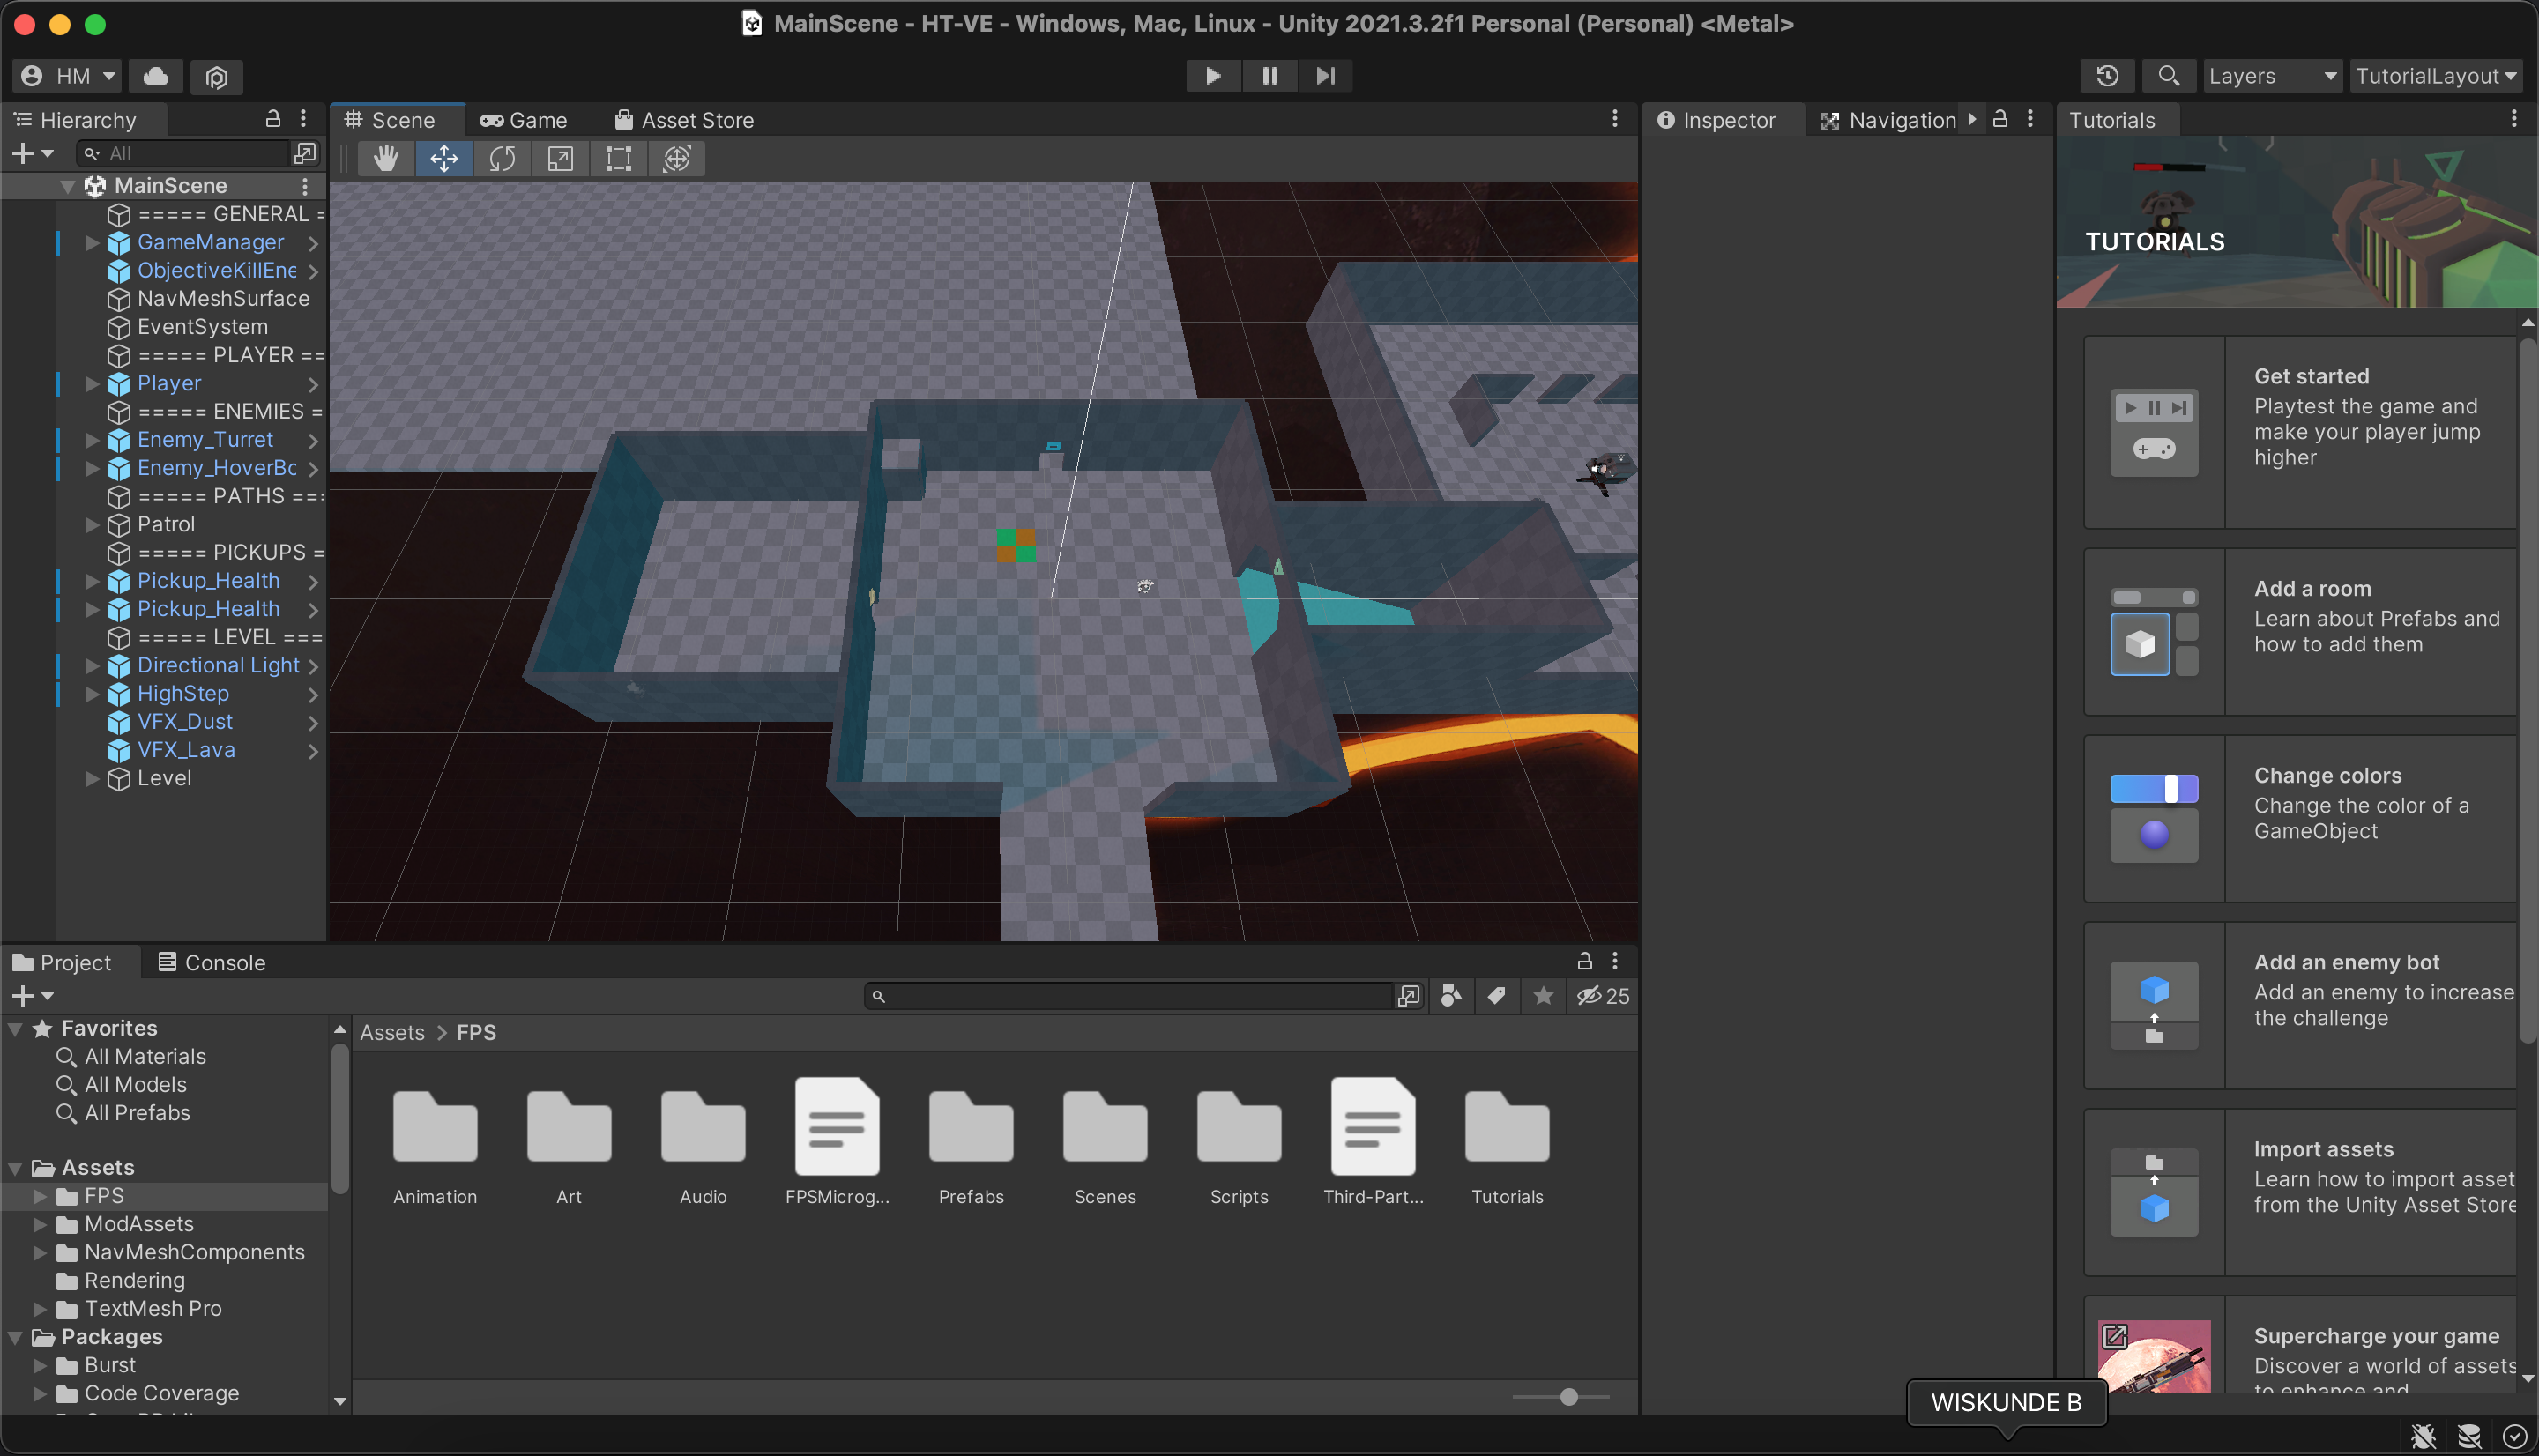 MainScene - HT-VE - Windows, Mac, Linux - Unity 2021.3.2f1 Personal (Personal) <Metal>
HM
Layers
TutorialLayout
Hierarchy
All
MainScene
===== GENERAL =
GameManager
ObjectiveKillEne
NavMeshSurface
EventSystem
===== PLAYER ==
Player
===== ENEMIES =
Enemy_Turret
Enemy_HoverBo
===== PATHS ===
Patrol
===== PICKUPS =
Pickup_Health
Pickup_Health
===== LEVEL ====
Directional Light
HighStep
VFX_Dust
VFX_Lava
Level
Scene
Game
Asset Store
Inspector
Navigation
Tutorials
TUTORIALS
Get started
Playtest the game and
make your player jump
higher
Add a room
Learn about Prefabs and
how to add them
Change colors
Change the color of a
GameObject
Add an enemy bot
Add an enemy to increase
the challenge
Import assets
Learn how to import asset
from the Unity Asset Store
Supercharge your game
Discover a world of assets
to enhance and
Project
Console
25
Favorites
All Materials
All Models
All Prefabs
Assets
FPS
ModAssets
NavMeshComponents
Rendering
TextMesh Pro
Packages
Burst
Code Coverage
Assets > FPS
Animation
Art
Audio
FPSMicrog...
Prefabs
Scenes
Scripts
Third-Part...
Tutorials
WISKUNDE B